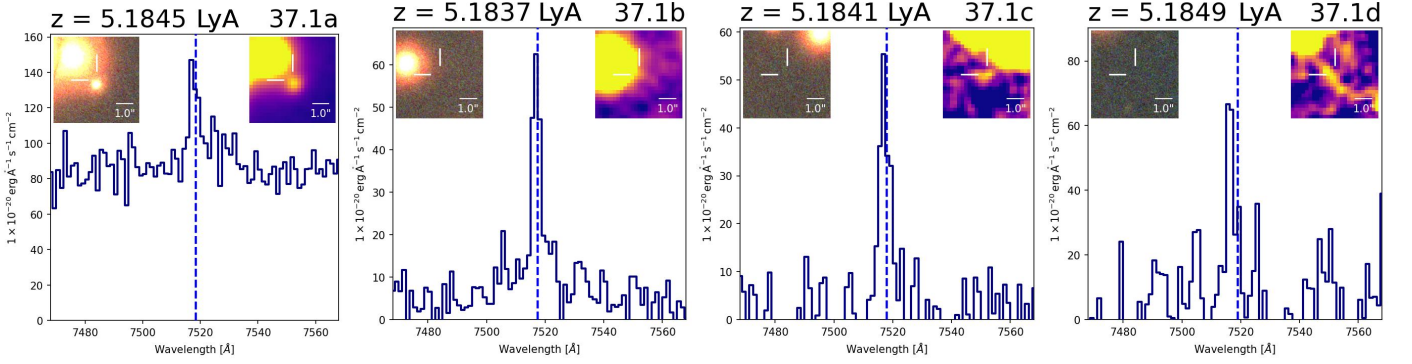 z = 5.1845 LyA 37.1a
z = 5.1837 LyA 37.1b
z = 5.1841 LyA 37.1c
z = 5.1849 LyA 37.1d
1 × 10⁻²⁰ erg Å⁻¹ s⁻¹ cm⁻²
160
140
120
100
80
60
40
20
0
1.0"
1.0"
7480 7500 7520 7540 7560
Wavelength [Å]
1 × 10⁻²⁰ erg Å⁻¹ s⁻¹ cm⁻²
60
50
40
30
20
10
0
1.0"
1.0"
7480 7500 7520 7540 7560
Wavelength [Å]
1 × 10⁻²⁰ erg Å⁻¹ s⁻¹ cm⁻²
60
50
40
30
20
10
0
1.0"
1.0"
7480 7500 7520 7540 7560
Wavelength [Å]
1 × 10⁻²⁰ erg Å⁻¹ s⁻¹ cm⁻²
80
60
40
20
0
1.0"
1.0"
7480 7500 7520 7540 7560
Wavelength [Å]